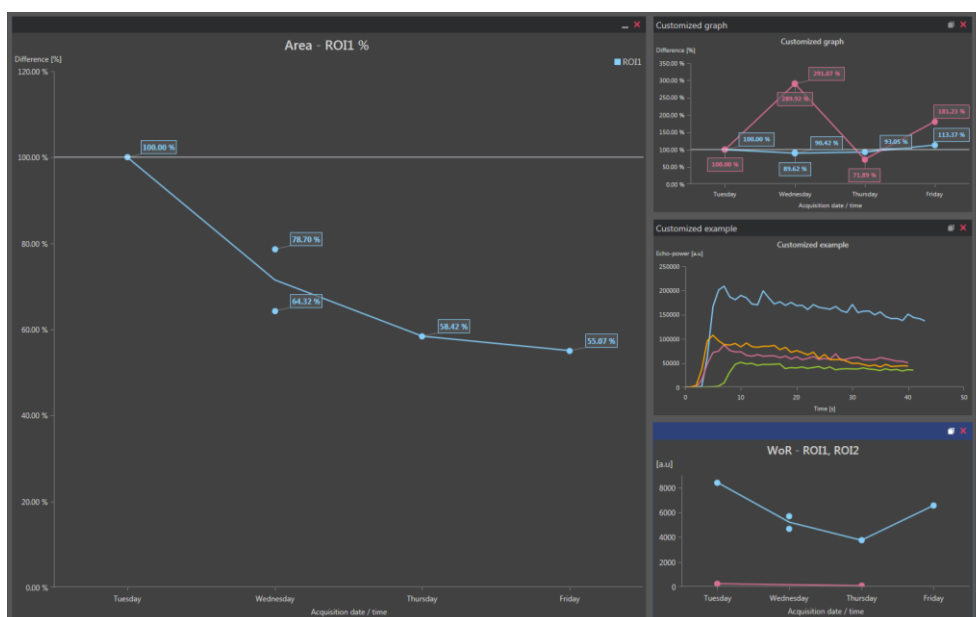 Area - ROI1 %
Difference [%]
ROI1
120.00 %
100.00 %
80.00 %
60.00 %
40.00 %
20.00 %
0.00 %
100.00 %
78.70 %
64.32 %
58.42 %
55.07 %
Tuesday Wednesday Thursday Friday
Acquisition date / time
Customized graph
Customized graph
Difference [%]
350.00 %
300.00 %
250.00 %
200.00 %
150.00 %
100.00 %
50.00 %
0.00 %
291.07 %
289.92 %
183.23 %
100.00 %
90.42 %
93.05 %
113.37 %
100.00 %
89.62 %
71.89 %
Tuesday Wednesday Thursday Friday
Acquisition date / time
Customized example
Customized example
Echo-power [a.u]
250000
200000
150000
100000
50000
0
0 10 20 30 40 50
Time [s]
WoR - ROI1, ROI2
[a.u]
8000
6000
4000
2000
0
Tuesday Wednesday Thursday Friday
Acquisition date / time